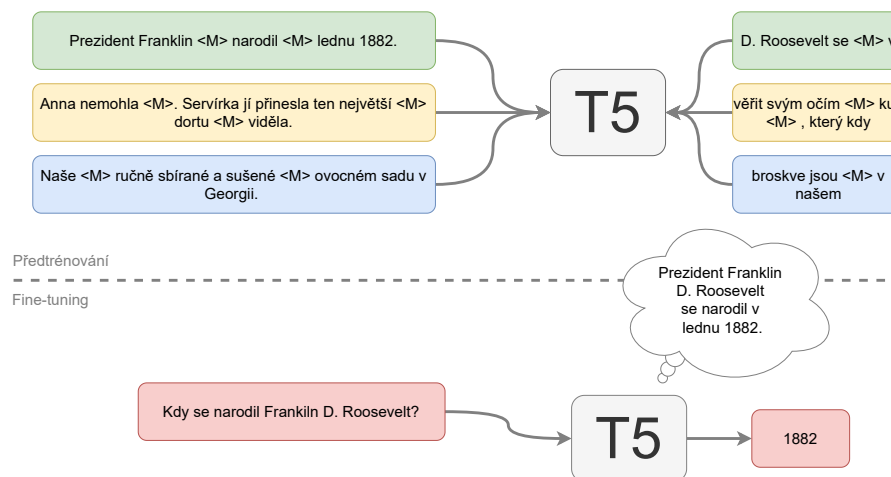 Prezident Franklin <M> narodil <M> lednu 1882.
D. Roosevelt se <M> v
T5
Anna nemohla <M>. Servírka jí přinesla ten největší <M>
dortu <M> viděla.
věřit svým očím <M> ku
<M> , který kdy
Naše <M> ručně sbírané a sušené <M> ovocném sadu v
Georgii.
broskve jsou <M> v
našem
Předtrénování
Fine-tuning
Prezident Franklin
D. Roosevelt
se narodil v
lednu 1882.
Kdy se narodil Frankiln D. Roosevelt?
T5
1882